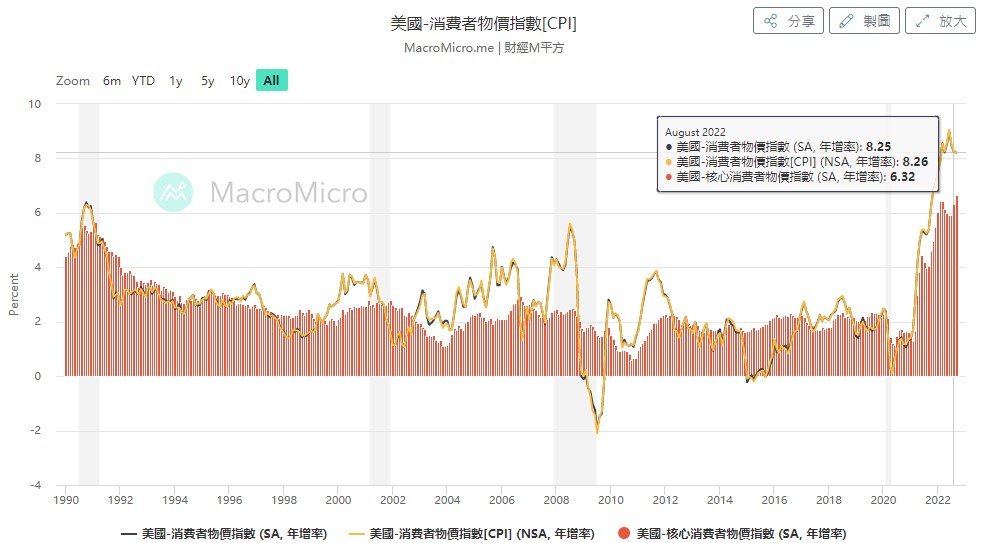 美國-消費者物價指數[CPI]
MacroMicro.me | 財經M平方
分享
製圖
放大
Zoom 6m YTD 1y 5y 10y All
August 2022
美國-消費者物價指數 (SA, 年增率): 8.25
美國-消費者物價指數[CPI] (NSA, 年增率): 8.26
美國-核心消費者物價指數 (SA, 年增率): 6.32
MacroMicro
Percent
10
8
6
4
2
0
-2
-4
1990 1992 1994 1996 1998 2000 2002 2004 2006 2008 2010 2012 2014 2016 2018 2020 2022
美國-消費者物價指數 (SA, 年增率) 美國-消費者物價指數[CPI] (NSA, 年增率) 美國-核心消費者物價指數 (SA, 年增率)